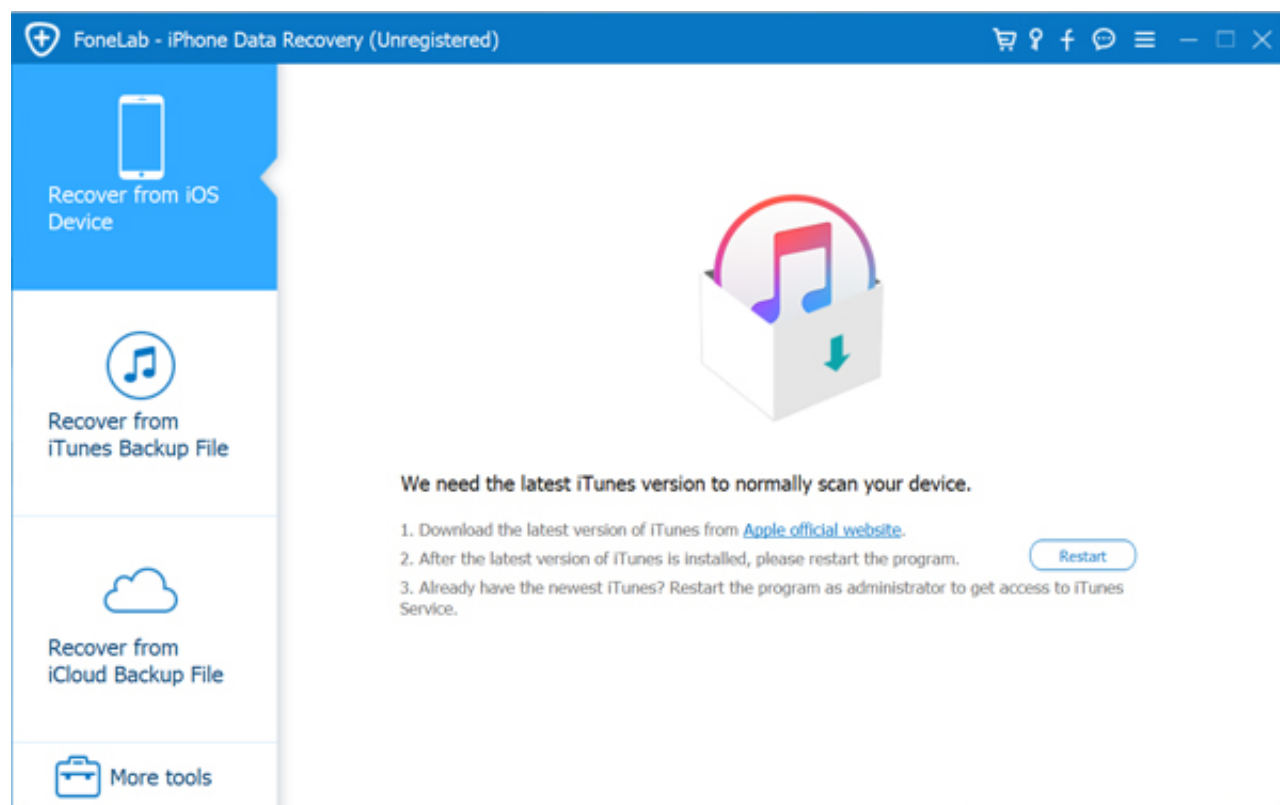 FoneLab - iPhone Data Recovery (Unregistered)
Recover from iOS
Device
Recover from
iTunes Backup File
Recover from
iCloud Backup File
More tools
We need the latest iTunes version to normally scan your device.
1. Download the latest version of iTunes from Apple official website.
2. After the latest version of iTunes is installed, please restart the program.
Restart
3. Already have the newest iTunes? Restart the program as administrator to get access to iTunes
Service.